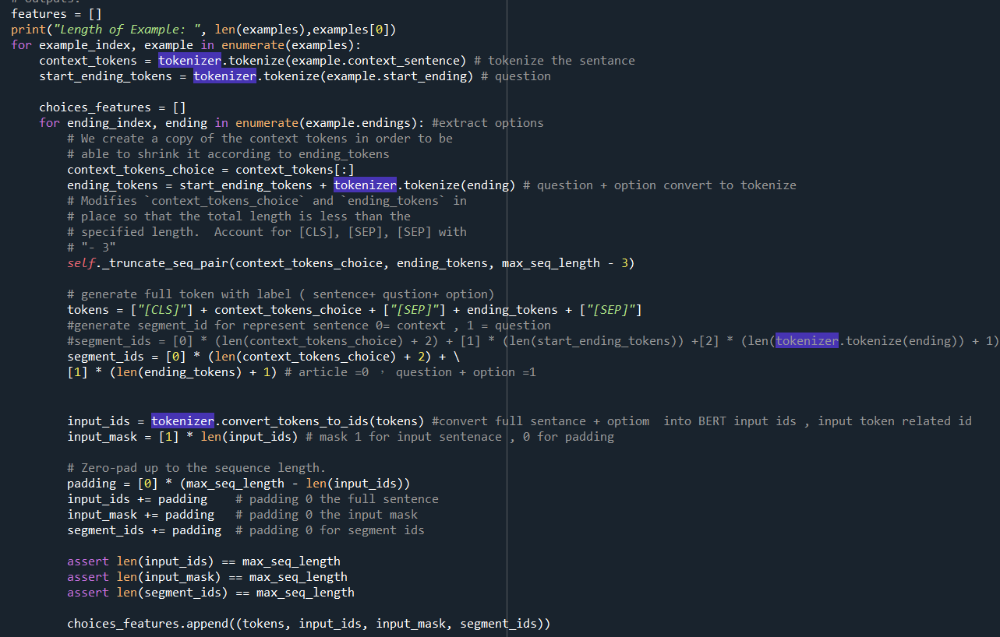 # outputs:
features = []
print("Length of Example: ", len(examples),examples[0])
for example_index, example in enumerate(examples):
    context_tokens = tokenizer.tokenize(example.context_sentence) # tokenize the sentance
    start_ending_tokens = tokenizer.tokenize(example.start_ending) # question

    choices_features = []
    for ending_index, ending in enumerate(example.endings): #extract options
        # We create a copy of the context tokens in order to be
        # able to shrink it according to ending_tokens
        context_tokens_choice = context_tokens[:]
        ending_tokens = start_ending_tokens + tokenizer.tokenize(ending) # question + option convert to tokenize
        # Modifies `context_tokens_choice` and `ending_tokens` in
        # place so that the total length is less than the
        # specified length.  Account for [CLS], [SEP], [SEP] with
        # "- 3"
        self._truncate_seq_pair(context_tokens_choice, ending_tokens, max_seq_length - 3)

        # generate full token with label ( sentence+ qustion+ option)
        tokens = ["[CLS]"] + context_tokens_choice + ["[SEP]"] + ending_tokens + ["[SEP]"]
        #generate segment_id for represent sentence 0= context , 1 = question
        #segment_ids = [0] * (len(context_tokens_choice) + 2) + [1] * (len(start_ending_tokens)) +[2] * (len(tokenizer.tokenize(ending)) + 1)
        segment_ids = [0] * (len(context_tokens_choice) + 2) + \
        [1] * (len(ending_tokens) + 1) # article =0 , question + option =1

        input_ids = tokenizer.convert_tokens_to_ids(tokens) #convert full sentance + optiom  into BERT input ids , input token related id
        input_mask = [1] * len(input_ids) # mask 1 for input sentenace , 0 for padding

        # Zero-pad up to the sequence length.
        padding = [0] * (max_seq_length - len(input_ids))
        input_ids += padding    # padding 0 the full sentence
        input_mask += padding   # padding 0 the input mask
        segment_ids += padding  # padding 0 for segment ids

        assert len(input_ids) == max_seq_length
        assert len(input_mask) == max_seq_length
        assert len(segment_ids) == max_seq_length

        choices_features.append((tokens, input_ids, input_mask, segment_ids))